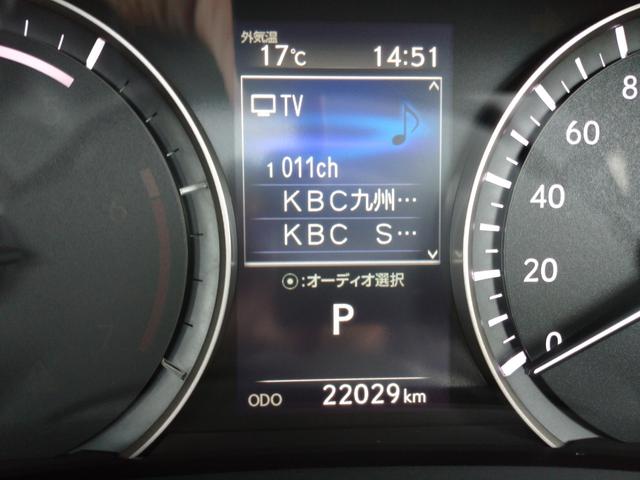 外気温
17℃ 14:51
TV
1 011ch
KBC九州…
KBC S…
:オーディオ選択
P
ODO 22029km
8
60
40
20
0